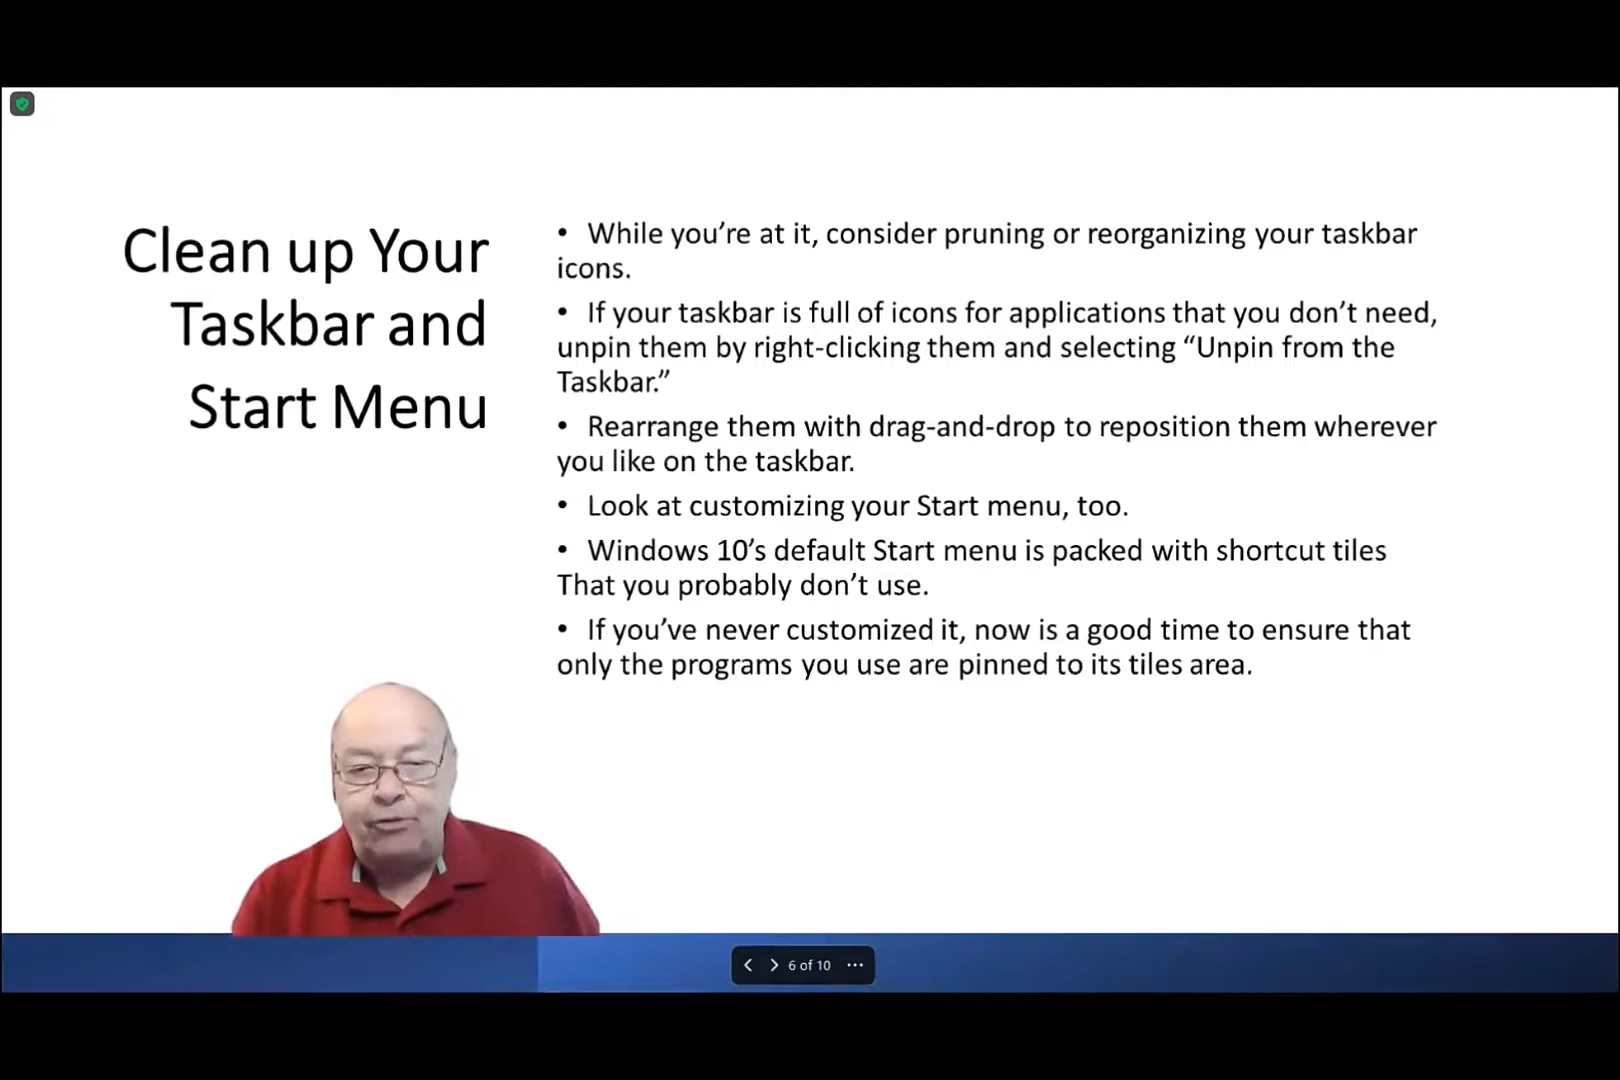 Clean up Your
Taskbar and
Start Menu
• While you’re at it, consider pruning or reorganizing your taskbar
icons.
• If your taskbar is full of icons for applications that you don’t need,
unpin them by right-clicking them and selecting “Unpin from the
Taskbar.”
• Rearrange them with drag-and-drop to reposition them wherever
you like on the taskbar.
• Look at customizing your Start menu, too.
• Windows 10’s default Start menu is packed with shortcut tiles
That you probably don’t use.
• If you’ve never customized it, now is a good time to ensure that
only the programs you use are pinned to its tiles area.
6 of 10